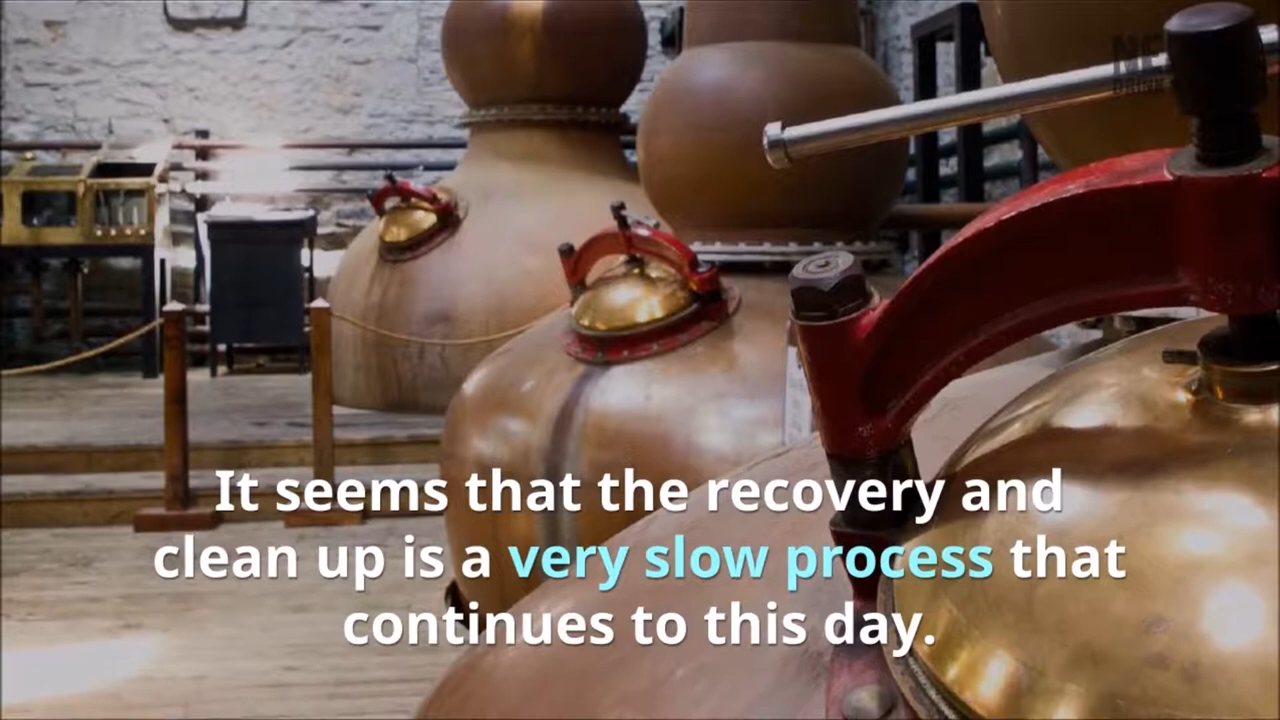 It seems that the recovery and
clean up is a very slow process that
continues to this day.